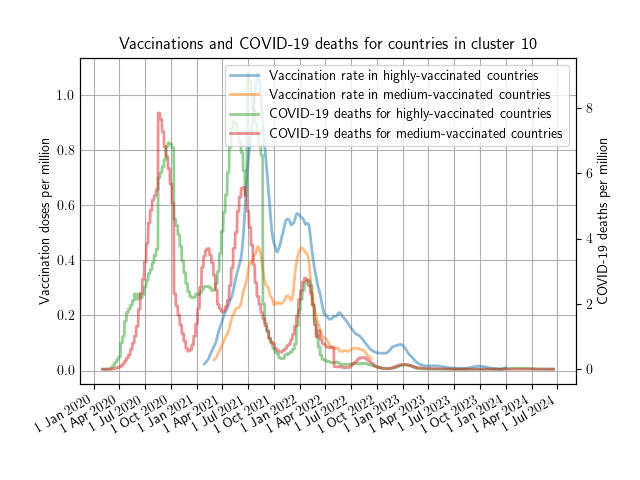 Vaccinations and COVID-19 deaths for countries in cluster 10
Vaccination rate in highly-vaccinated countries
Vaccination rate in medium-vaccinated countries
COVID-19 deaths for highly-vaccinated countries
COVID-19 deaths for medium-vaccinated countries
Vaccination doses per million
1.0
0.8
0.6
0.4
0.2
0.0
COVID-19 deaths per million
8
6
4
2
0
1 Jan 2020
1 Apr 2020
1 Jul 2020
1 Oct 2020
1 Jan 2021
1 Apr 2021
1 Jul 2021
1 Oct 2021
1 Jan 2022
1 Apr 2022
1 Jul 2022
1 Oct 2022
1 Jan 2023
1 Apr 2023
1 Jul 2023
1 Oct 2023
1 Jan 2024
1 Apr 2024
1 Jul 2024